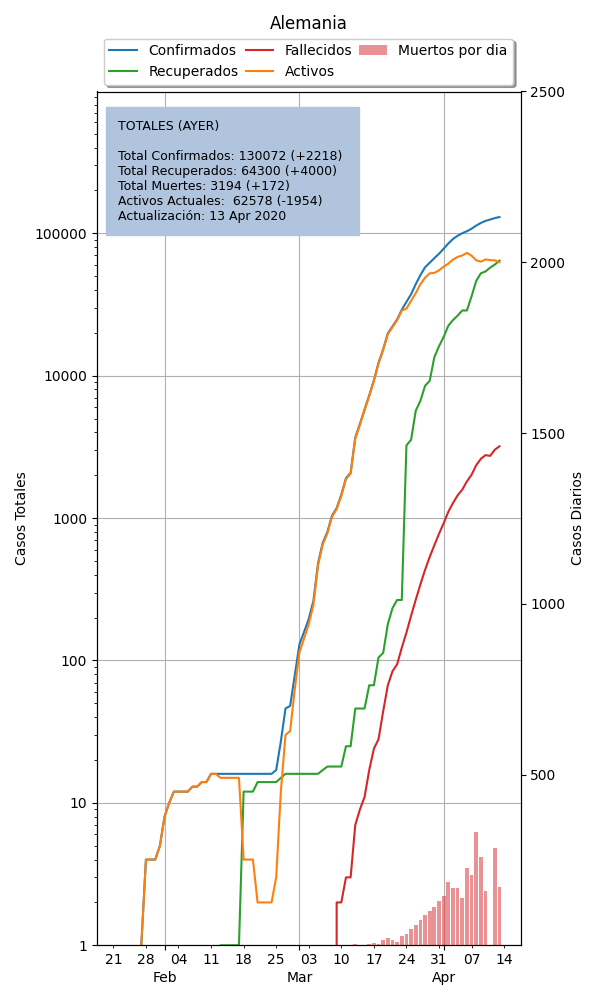 Alemania
Confirmados
Recuperados
Fallecidos
Activos
Muertos por dia
TOTALES (AYER)
Total Confirmados: 130072 (+2218)
Total Recuperados: 64300 (+4000)
Total Muertes: 3194 (+172)
Activos Actuales:  62578 (-1954)
Actualización: 13 Apr 2020
Casos Totales
100000
10000
1000
100
10
1
2500
2000
1500
1000
500
Casos Diarios
21 28 04 11 18 25 03 10 17 24 31 07 14
Feb Mar Apr